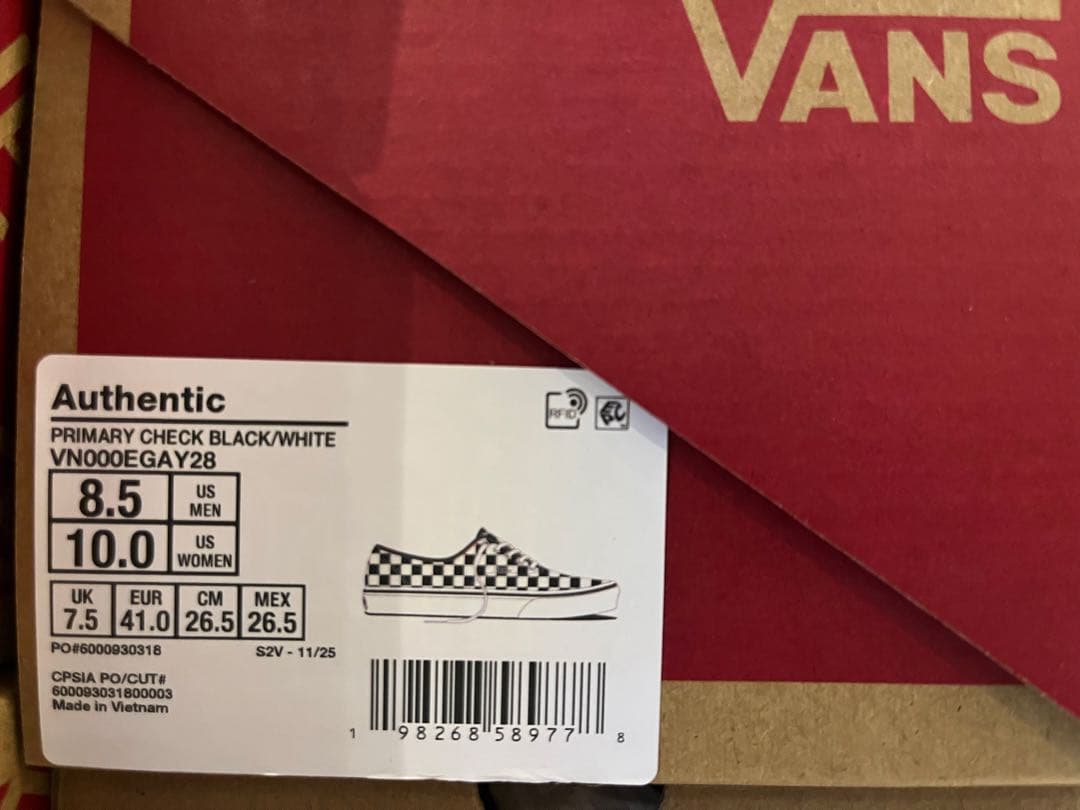 VANS
Authentic
RFID
PRIMARY CHECK BLACK/WHITE
VN000EGAY28
8.5 US MEN
10.0 US WOMEN
UK EUR CM MEX
7.5 41.0 26.5 26.5
PO#6000930318 S2V - 11/25
CPSIA PO/CUT#
600093031800003
Made in Vietnam
1 98268 58977 8